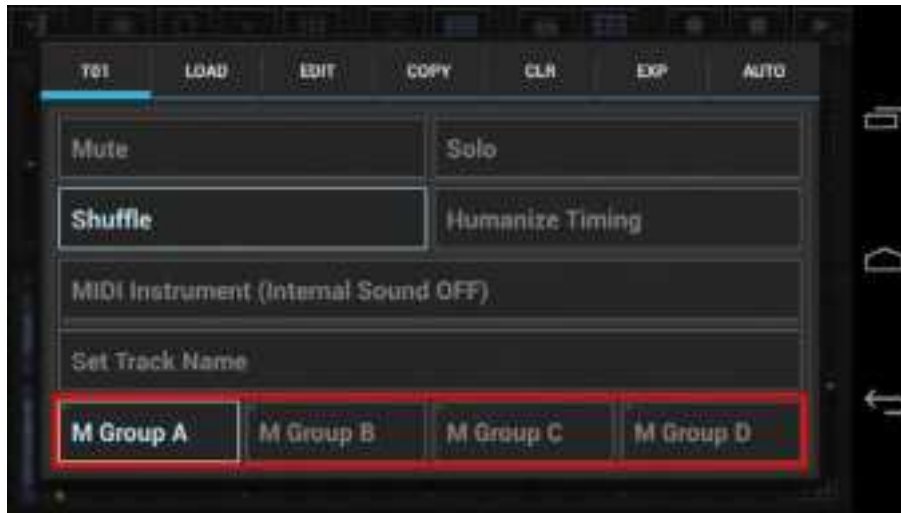 T01 LOAD EDIT COPY CLR EXP AUTO
Mute Solo
Shuffle Humanize Timing
MIDI Instrument (Internal Sound OFF)
Set Track Name
M Group A M Group B M Group C M Group D